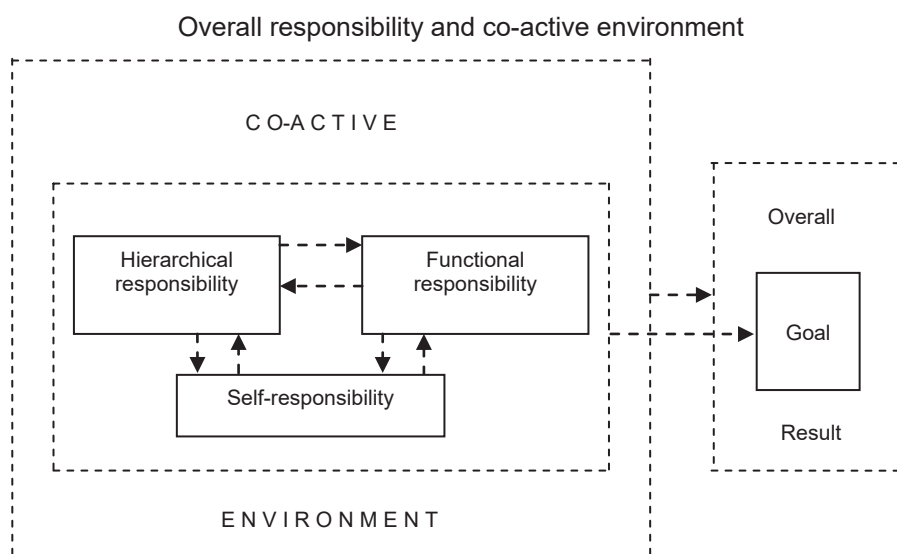 Overall responsibility and co-active environment
C O-A C T I V E
Hierarchical
responsibility
Functional
responsibility
Self-responsibility
E N V I R O N M E N T
Overall
Goal
Result